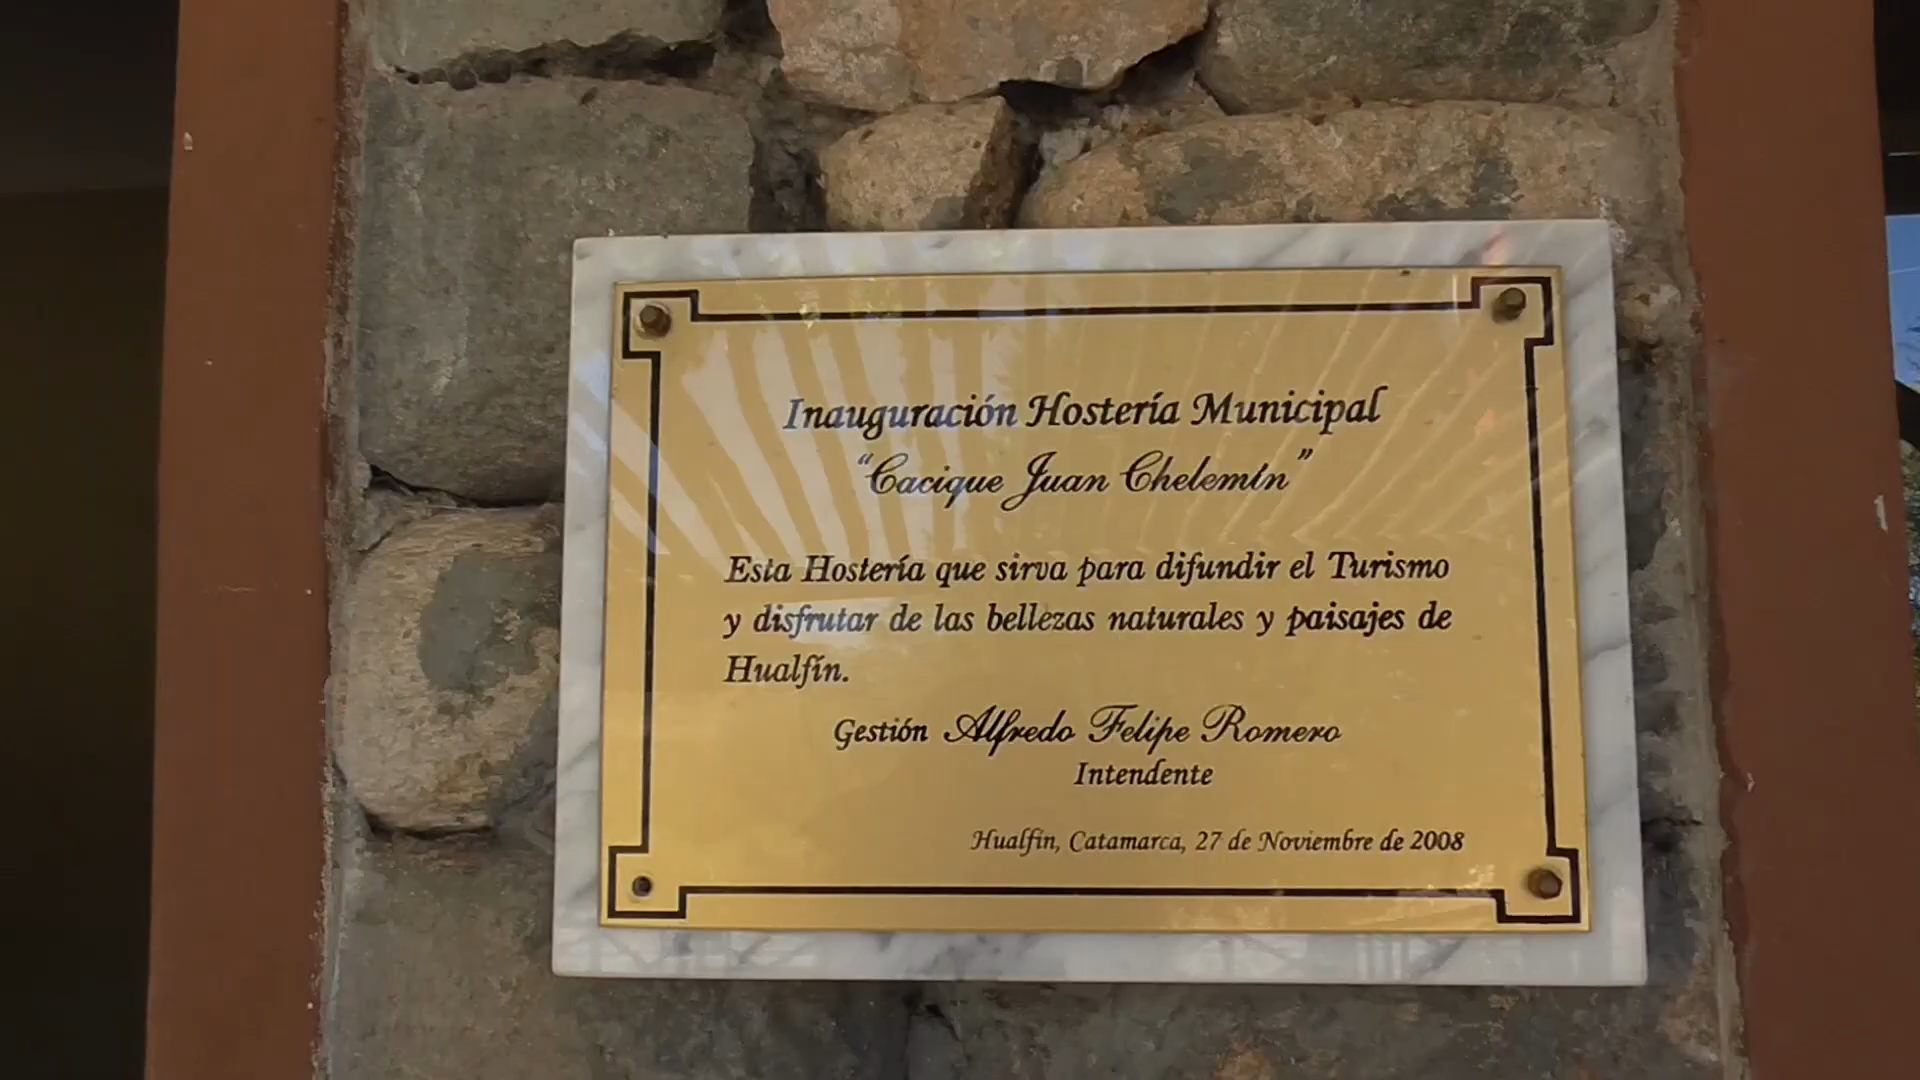 Inauguración Hostería Municipal
“Cacique Juan Chelemín”
Esta Hostería que sirva para difundir el Turismo
y disfrutar de las bellezas naturales y paisajes de
Hualfín.
Gestión Alfredo Felipe Romero
Intendente
Hualfín, Catamarca, 27 de Noviembre de 2008